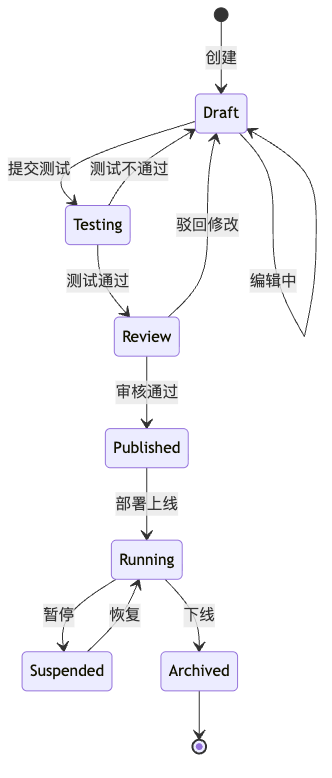 创建
Draft
提交测试
测试不通过
Testing
驳回修改
测试通过
编辑中
Review
审核通过
Published
部署上线
Running
暂停
恢复
下线
Suspended
Archived